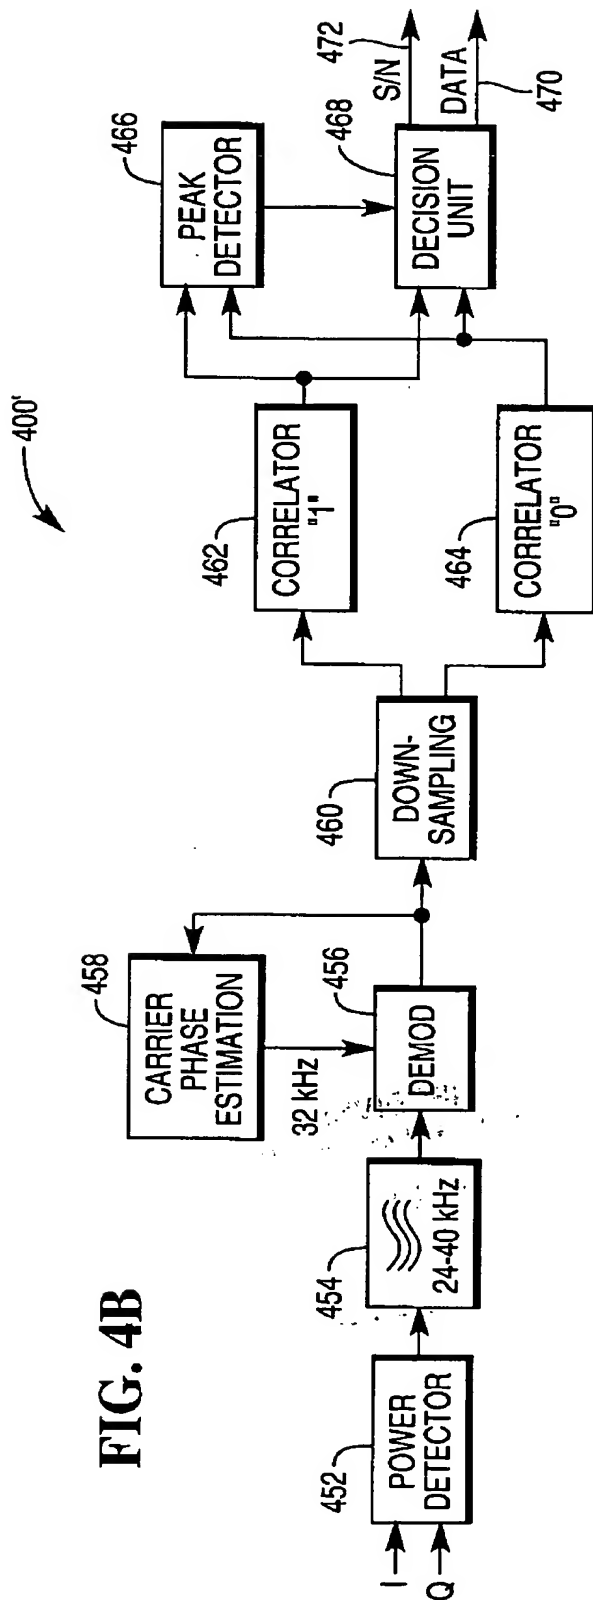 FIG. 4B
400'
I
Q
452
POWER
DETECTOR
454
24-40 kHz
456
DEMOD
32 kHz
458
CARRIER
PHASE
ESTIMATION
460
DOWN-
SAMPLING
462
CORRELATOR
"1"
464
CORRELATOR
"0"
466
PEAK
DETECTOR
468
DECISION
UNIT
S/N
472
DATA
470